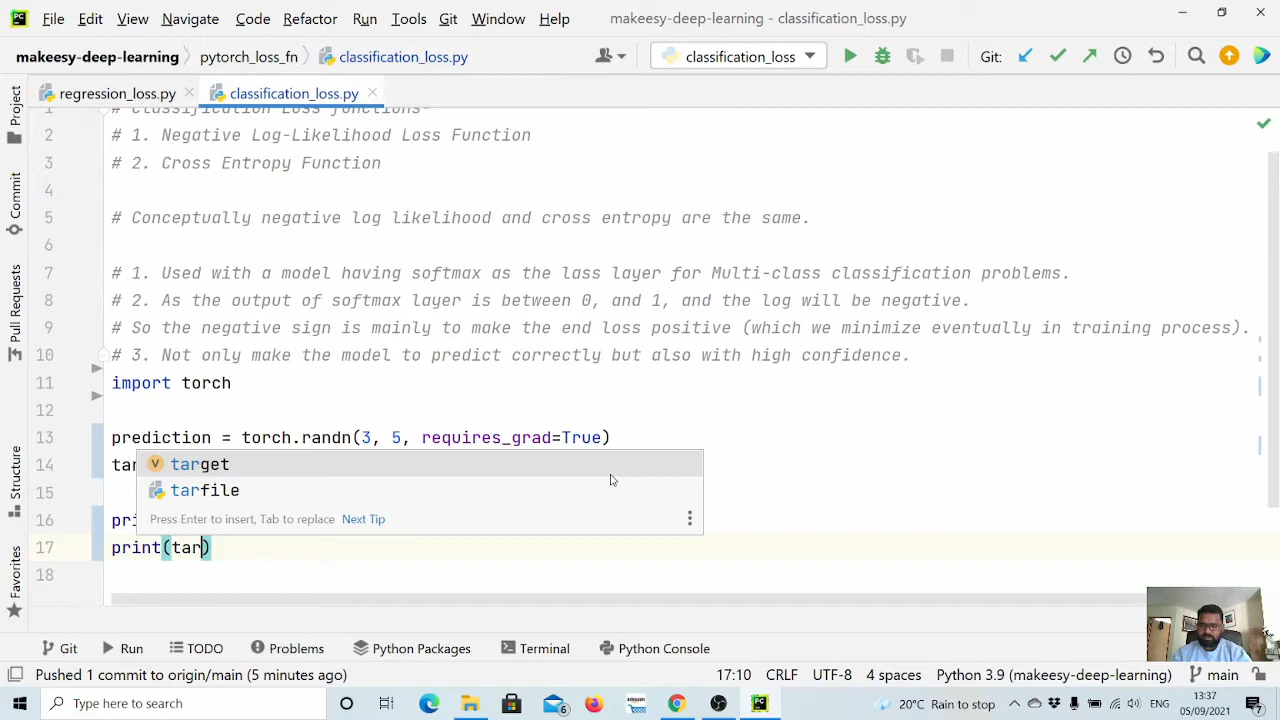 File Edit View Navigate Code Refactor Run Tools Git Window Help makeesy-deep-learning - classification_loss.py
makeesy-deep-learning pytorch_loss_fn classification_loss.py classification_loss Git:
regression_loss.py classification_loss.py
1 # Classification Loss functions-
2 # 1. Negative Log-Likelihood Loss Function
3 # 2. Cross Entropy Function
4
5 # Conceptually negative log likelihood and cross entropy are the same.
6
7 # 1. Used with a model having softmax as the lass layer for Multi-class classification problems.
8 # 2. As the output of softmax layer is between 0, and 1, and the log will be negative.
9 # So the negative sign is mainly to make the end loss positive (which we minimize eventually in training process).
10 # 3. Not only make the model to predict correctly but also with high confidence.
11 import torch
12
13 prediction = torch.randn(3, 5, requires_grad=True)
14 tar
15
16 pri
17 print(tar)
18
target
tarfile
Press Enter to insert, Tab to replace Next Tip
Project
Commit
Pull Requests
Structure
Favorites
Git Run TODO Problems Python Packages Terminal Python Console
Pushed 1 commit to origin/main (5 minutes ago) 17:10 CRLF UTF-8 4 spaces Python 3.9 (makeesy-deep-learning) main
Type here to search 6 amazon PC 20°C Rain to stop 13:37
05/09/2021 7